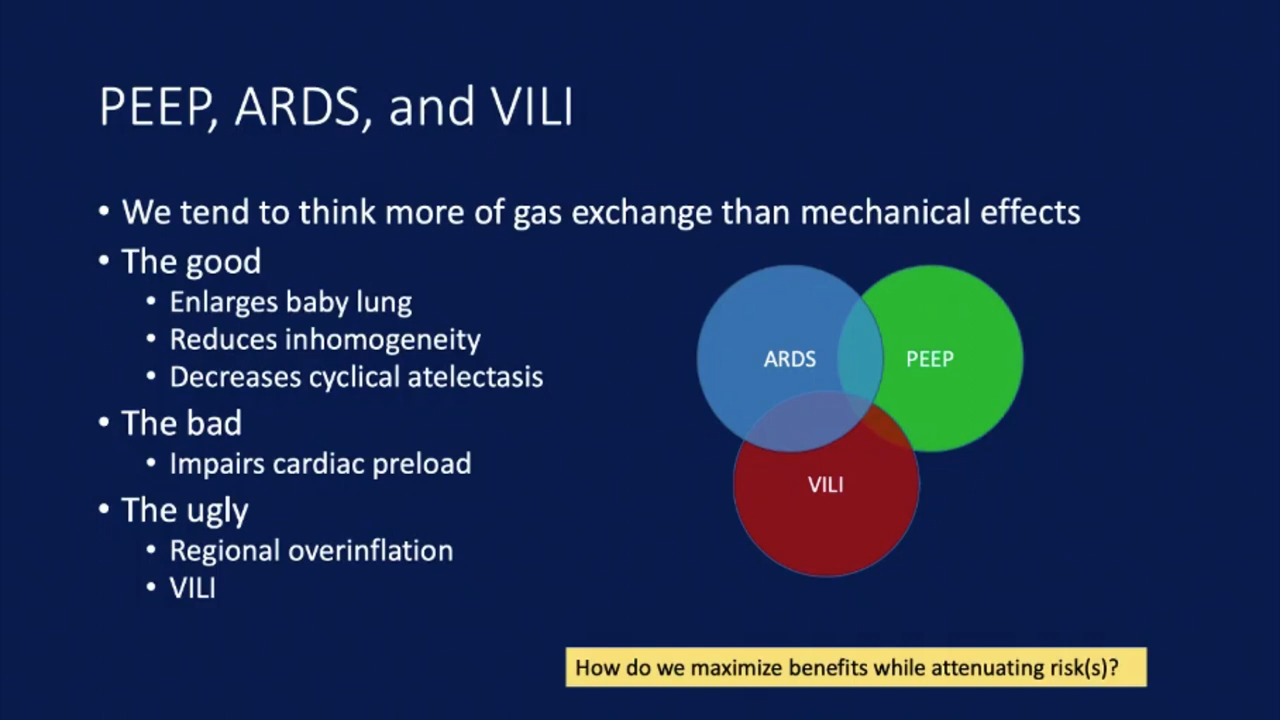 PEEP, ARDS, and VILI
• We tend to think more of gas exchange than mechanical effects
• The good
• Enlarges baby lung
• Reduces inhomogeneity
• Decreases cyclical atelectasis
• The bad
• Impairs cardiac preload
• The ugly
• Regional overinflation
• VILI
ARDS
PEEP
VILI
How do we maximize benefits while attenuating risk(s)?